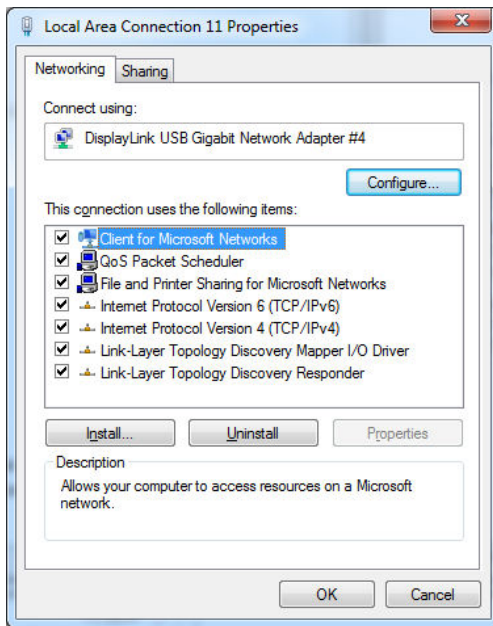 Local Area Connection 11 Properties
Networking
Sharing
Connect using:
DisplayLink USB Gigabit Network Adapter #4
Configure...
This connection uses the following items:
Client for Microsoft Networks
QoS Packet Scheduler
File and Printer Sharing for Microsoft Networks
Internet Protocol Version 6 (TCP/IPv6)
Internet Protocol Version 4 (TCP/IPv4)
Link-Layer Topology Discovery Mapper I/O Driver
Link-Layer Topology Discovery Responder
Install...
Uninstall
Properties
Description
Allows your computer to access resources on a Microsoft
network.
OK
Cancel